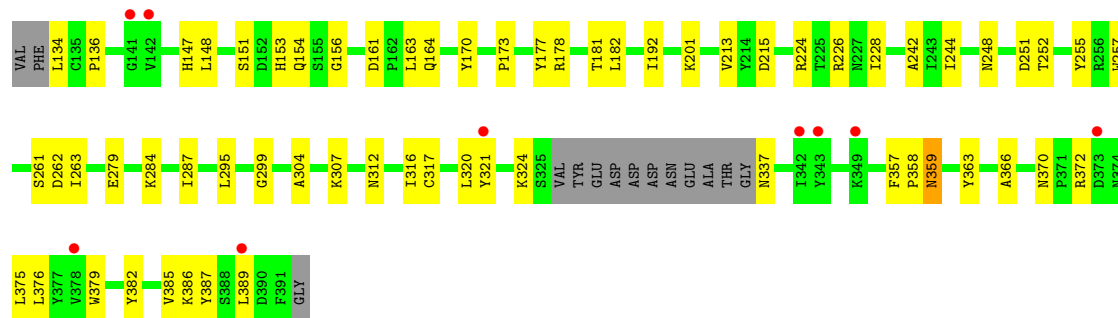 VAL PHE L134 C135 P136 G141 V142 H147 L148 S151 D152 H153 Q154 S155 G156 D161 P162 L163 Q164 Y170 P173 Y177 R178 T181 L182 I192 K201 V213 Y214 D215 R224 T225 R226 N227 I228 A242 I243 I244 N248 D251 T252 Y255 R256 W257
S261 D262 I263 E279 K284 I287 L295 G299 A304 K307 N312 I316 C317 L320 Y321 K324 S325 VAL TYR GLU ASP ASP ASP ASN GLU ALA THR GLY N337 I342 Y343 K349 F357 P358 N359 Y363 A366 N370 P371 R372 D373 N374
L375 L376 Y377 V378 W379 Y382 V385 K386 Y387 S388 L389 D390 F391 GLY